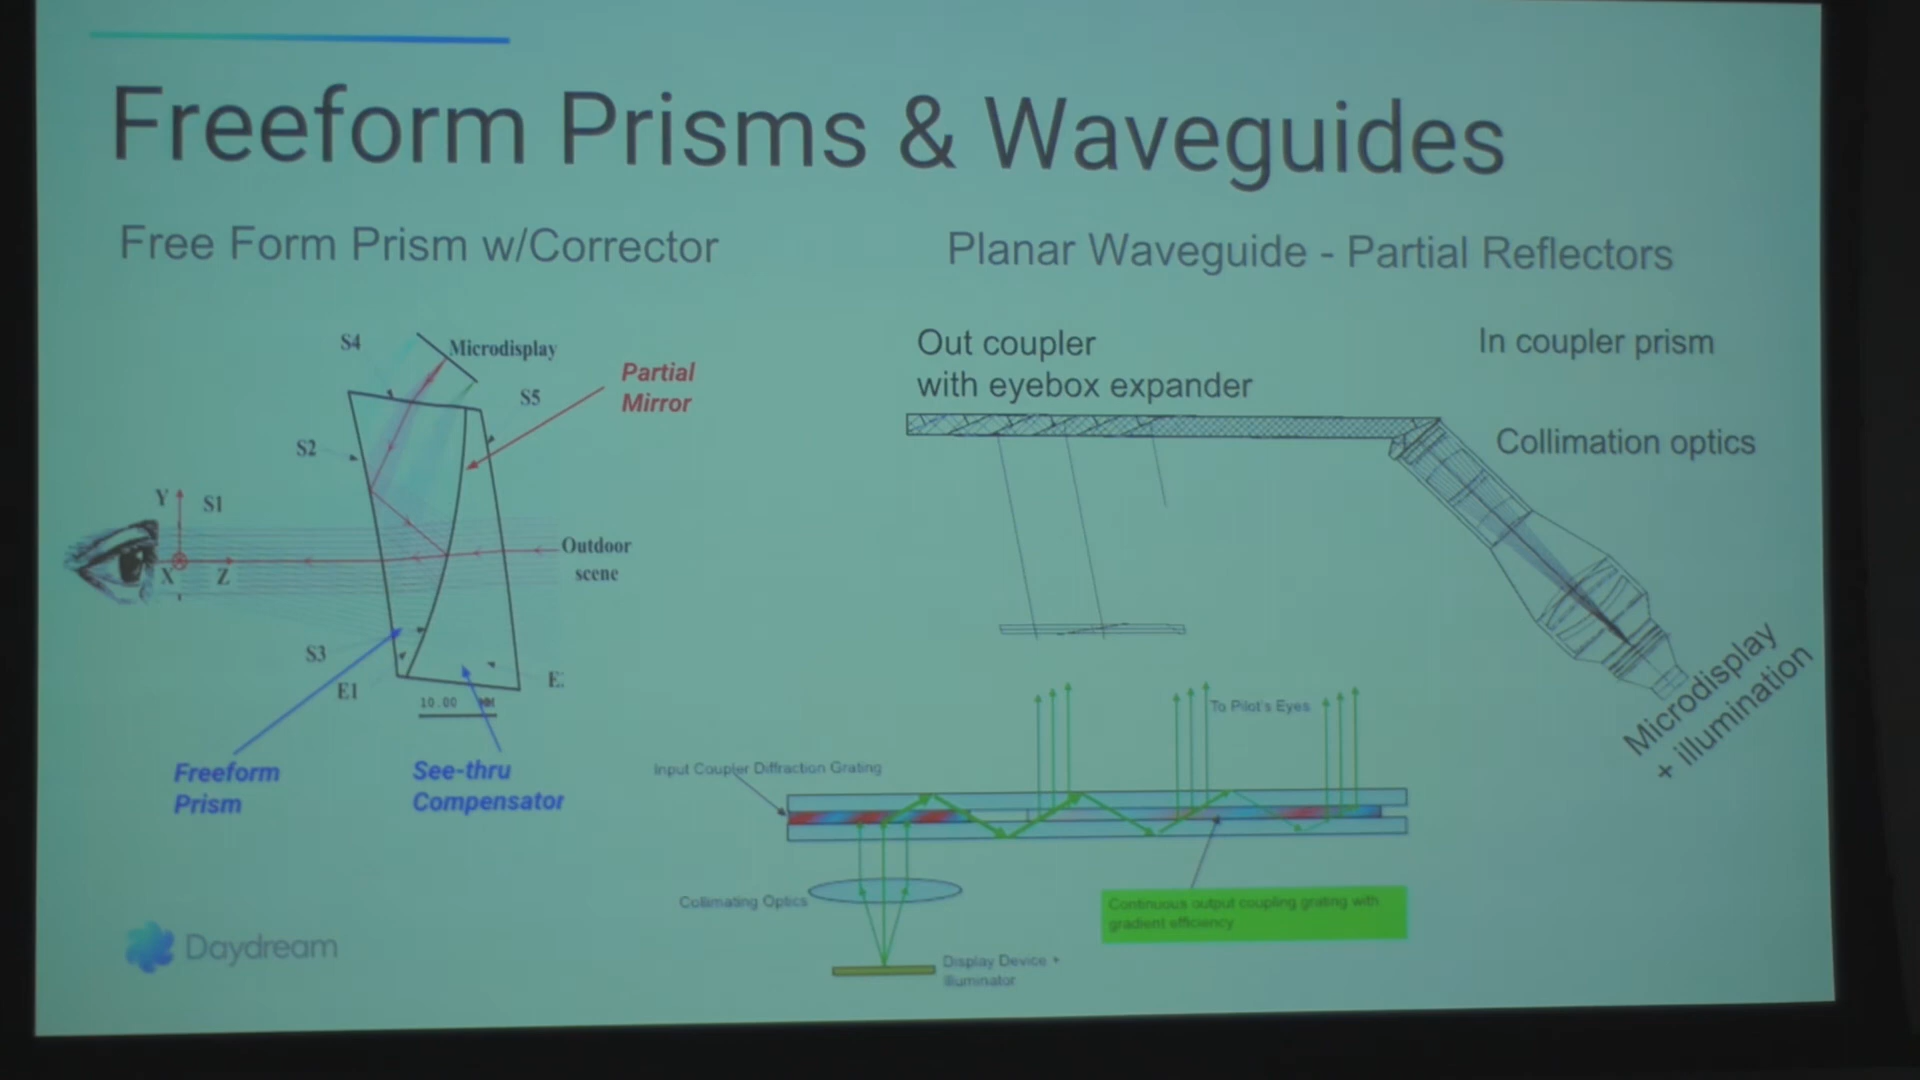 Freeform Prisms & Waveguides
Free Form Prism w/Corrector
S4
Microdisplay
Partial
Mirror
S5
S2
Y
S1
X
Z
Outdoor
scene
S3
E1
10.00
MM
Freeform
Prism
See-thru
Compensator
Planar Waveguide - Partial Reflectors
Out coupler
with eyebox expander
In coupler prism
Collimation optics
Microdisplay
+ illumination
To Pilot's Eyes
Input Coupler Diffraction Grating
Collimating Optics
Continuous output coupling grating with
gradient efficiency
Display Device +
Illuminator
Daydream